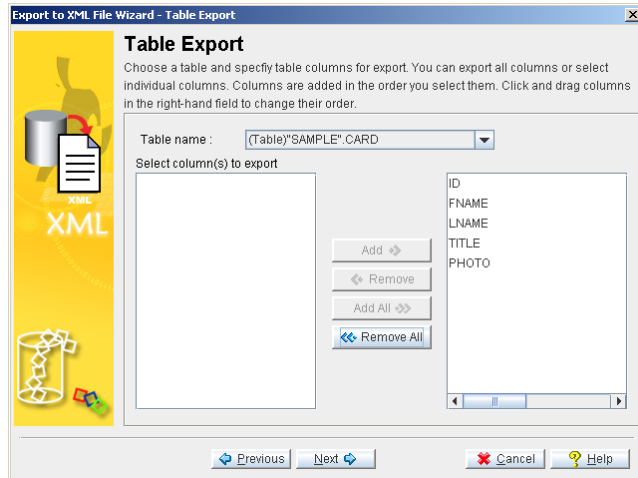 Export to XML File Wizard - Table Export
Table Export
Choose a table and specfiy table columns for export. You can export all columns or select
individual columns. Columns are added in the order you select them. Click and drag columns
in the right-hand field to change their order.
Table name :
(Table)"SAMPLE".CARD
Select column(s) to export
XML
XML
Add
Remove
Add All
Remove All
ID
FNAME
LNAME
TITLE
PHOTO
Previous
Next
Cancel
Help